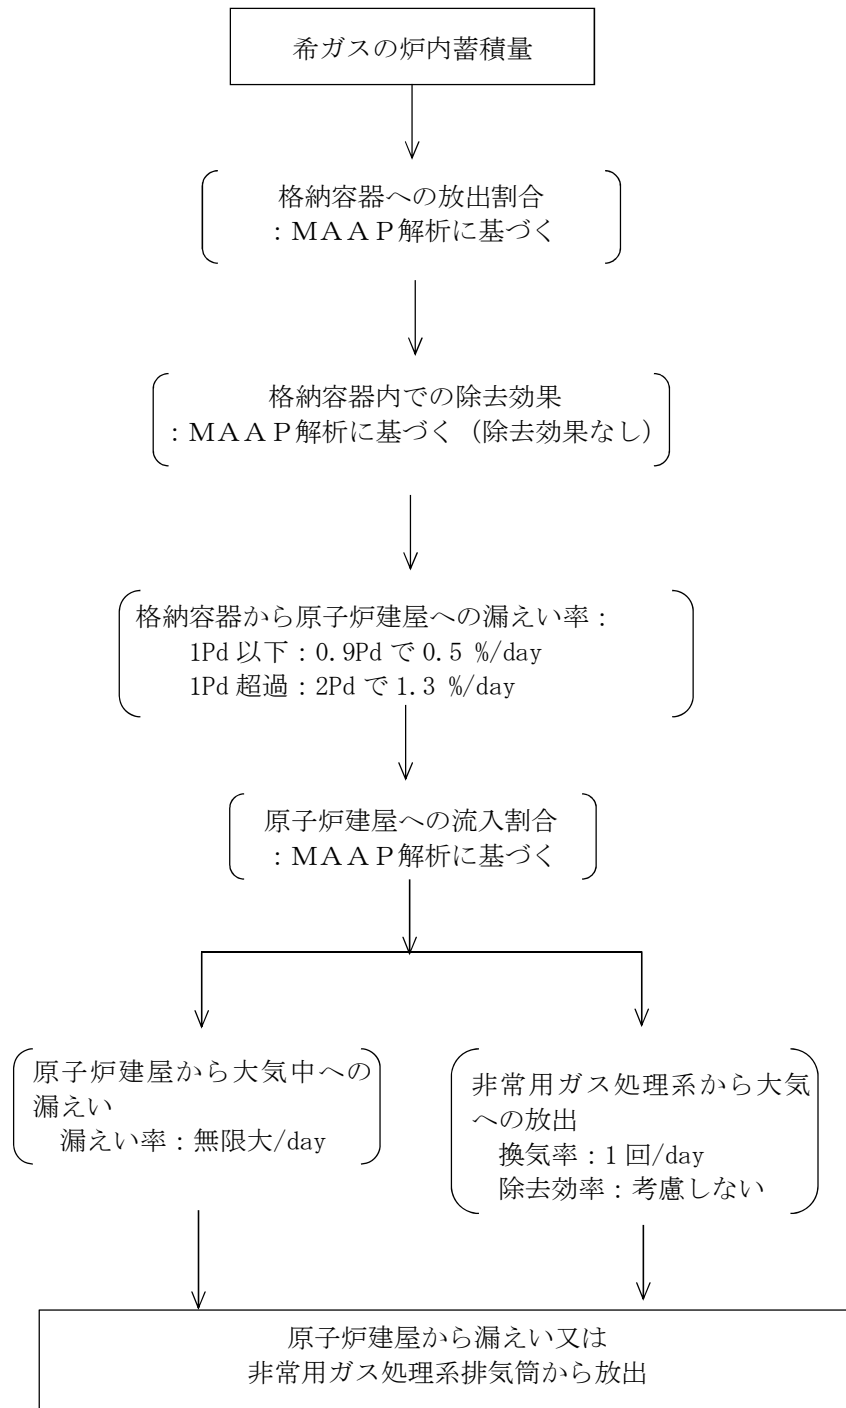 希ガスの炉内蓄積量
格納容器への放出割合
：ＭＡＡＰ解析に基づく
格納容器内での除去効果
：ＭＡＡＰ解析に基づく（除去効果なし）
格納容器から原子炉建屋への漏えい率：
1Pd 以下：0.9Pd で 0.5 %/day
1Pd 超過：2Pd で 1.3 %/day
原子炉建屋への流入割合
：ＭＡＡＰ解析に基づく
原子炉建屋から大気中への
漏えい
漏えい率：無限大/day
非常用ガス処理系から大気
への放出
換気率：1 回/day
除去効率：考慮しない
原子炉建屋から漏えい又は
非常用ガス処理系排気筒から放出